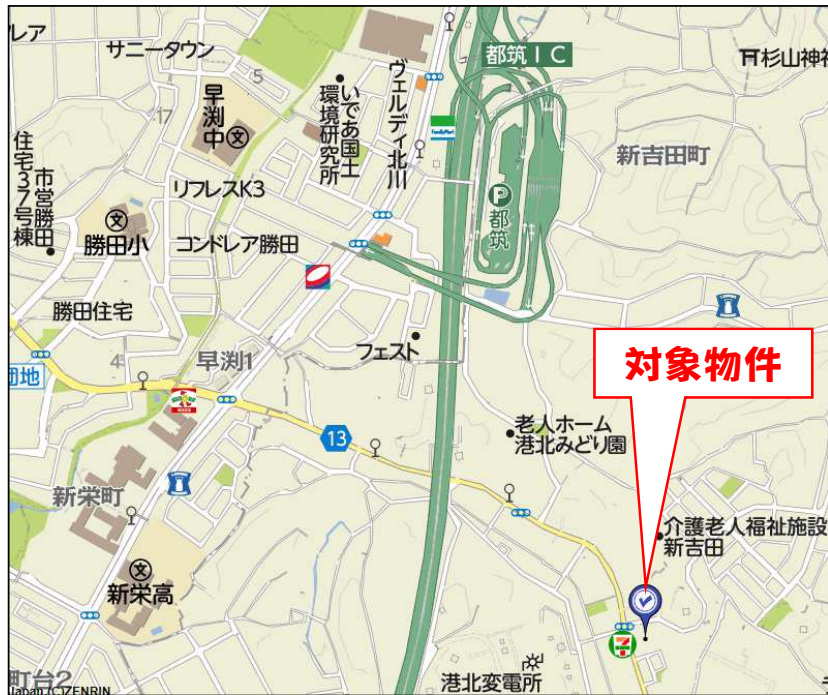 レア
サニータウン
都筑IC
杉山神社
5
早渕中
いであ国土
環境研究所
ヴェルディ北川
FamilyMart
17
新吉田町
市営勝田
住宅37号棟
リフレスK3
P
都筑
勝田小
コンドレア勝田
勝田住宅
フェスト
早渕1
4
団地
対象物件
13
老人ホーム
港北みどり園
新栄町
介護老人福祉施設
新吉田
新栄高
港北変電所
町台2
Japan (C)ZENRIN